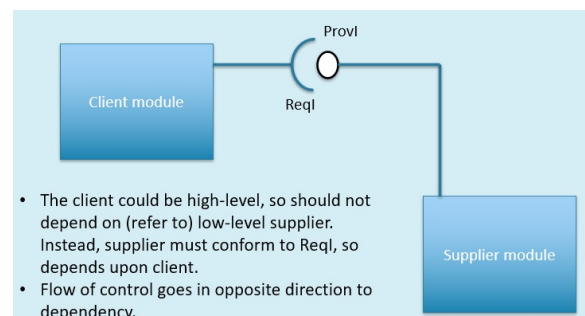 ProvI
Client module
ReqI
• The client could be high-level, so should not
depend on (refer to) low-level supplier.
Instead, supplier must conform to ReqI, so
depends upon client.
• Flow of control goes in opposite direction to
dependency.
Supplier module